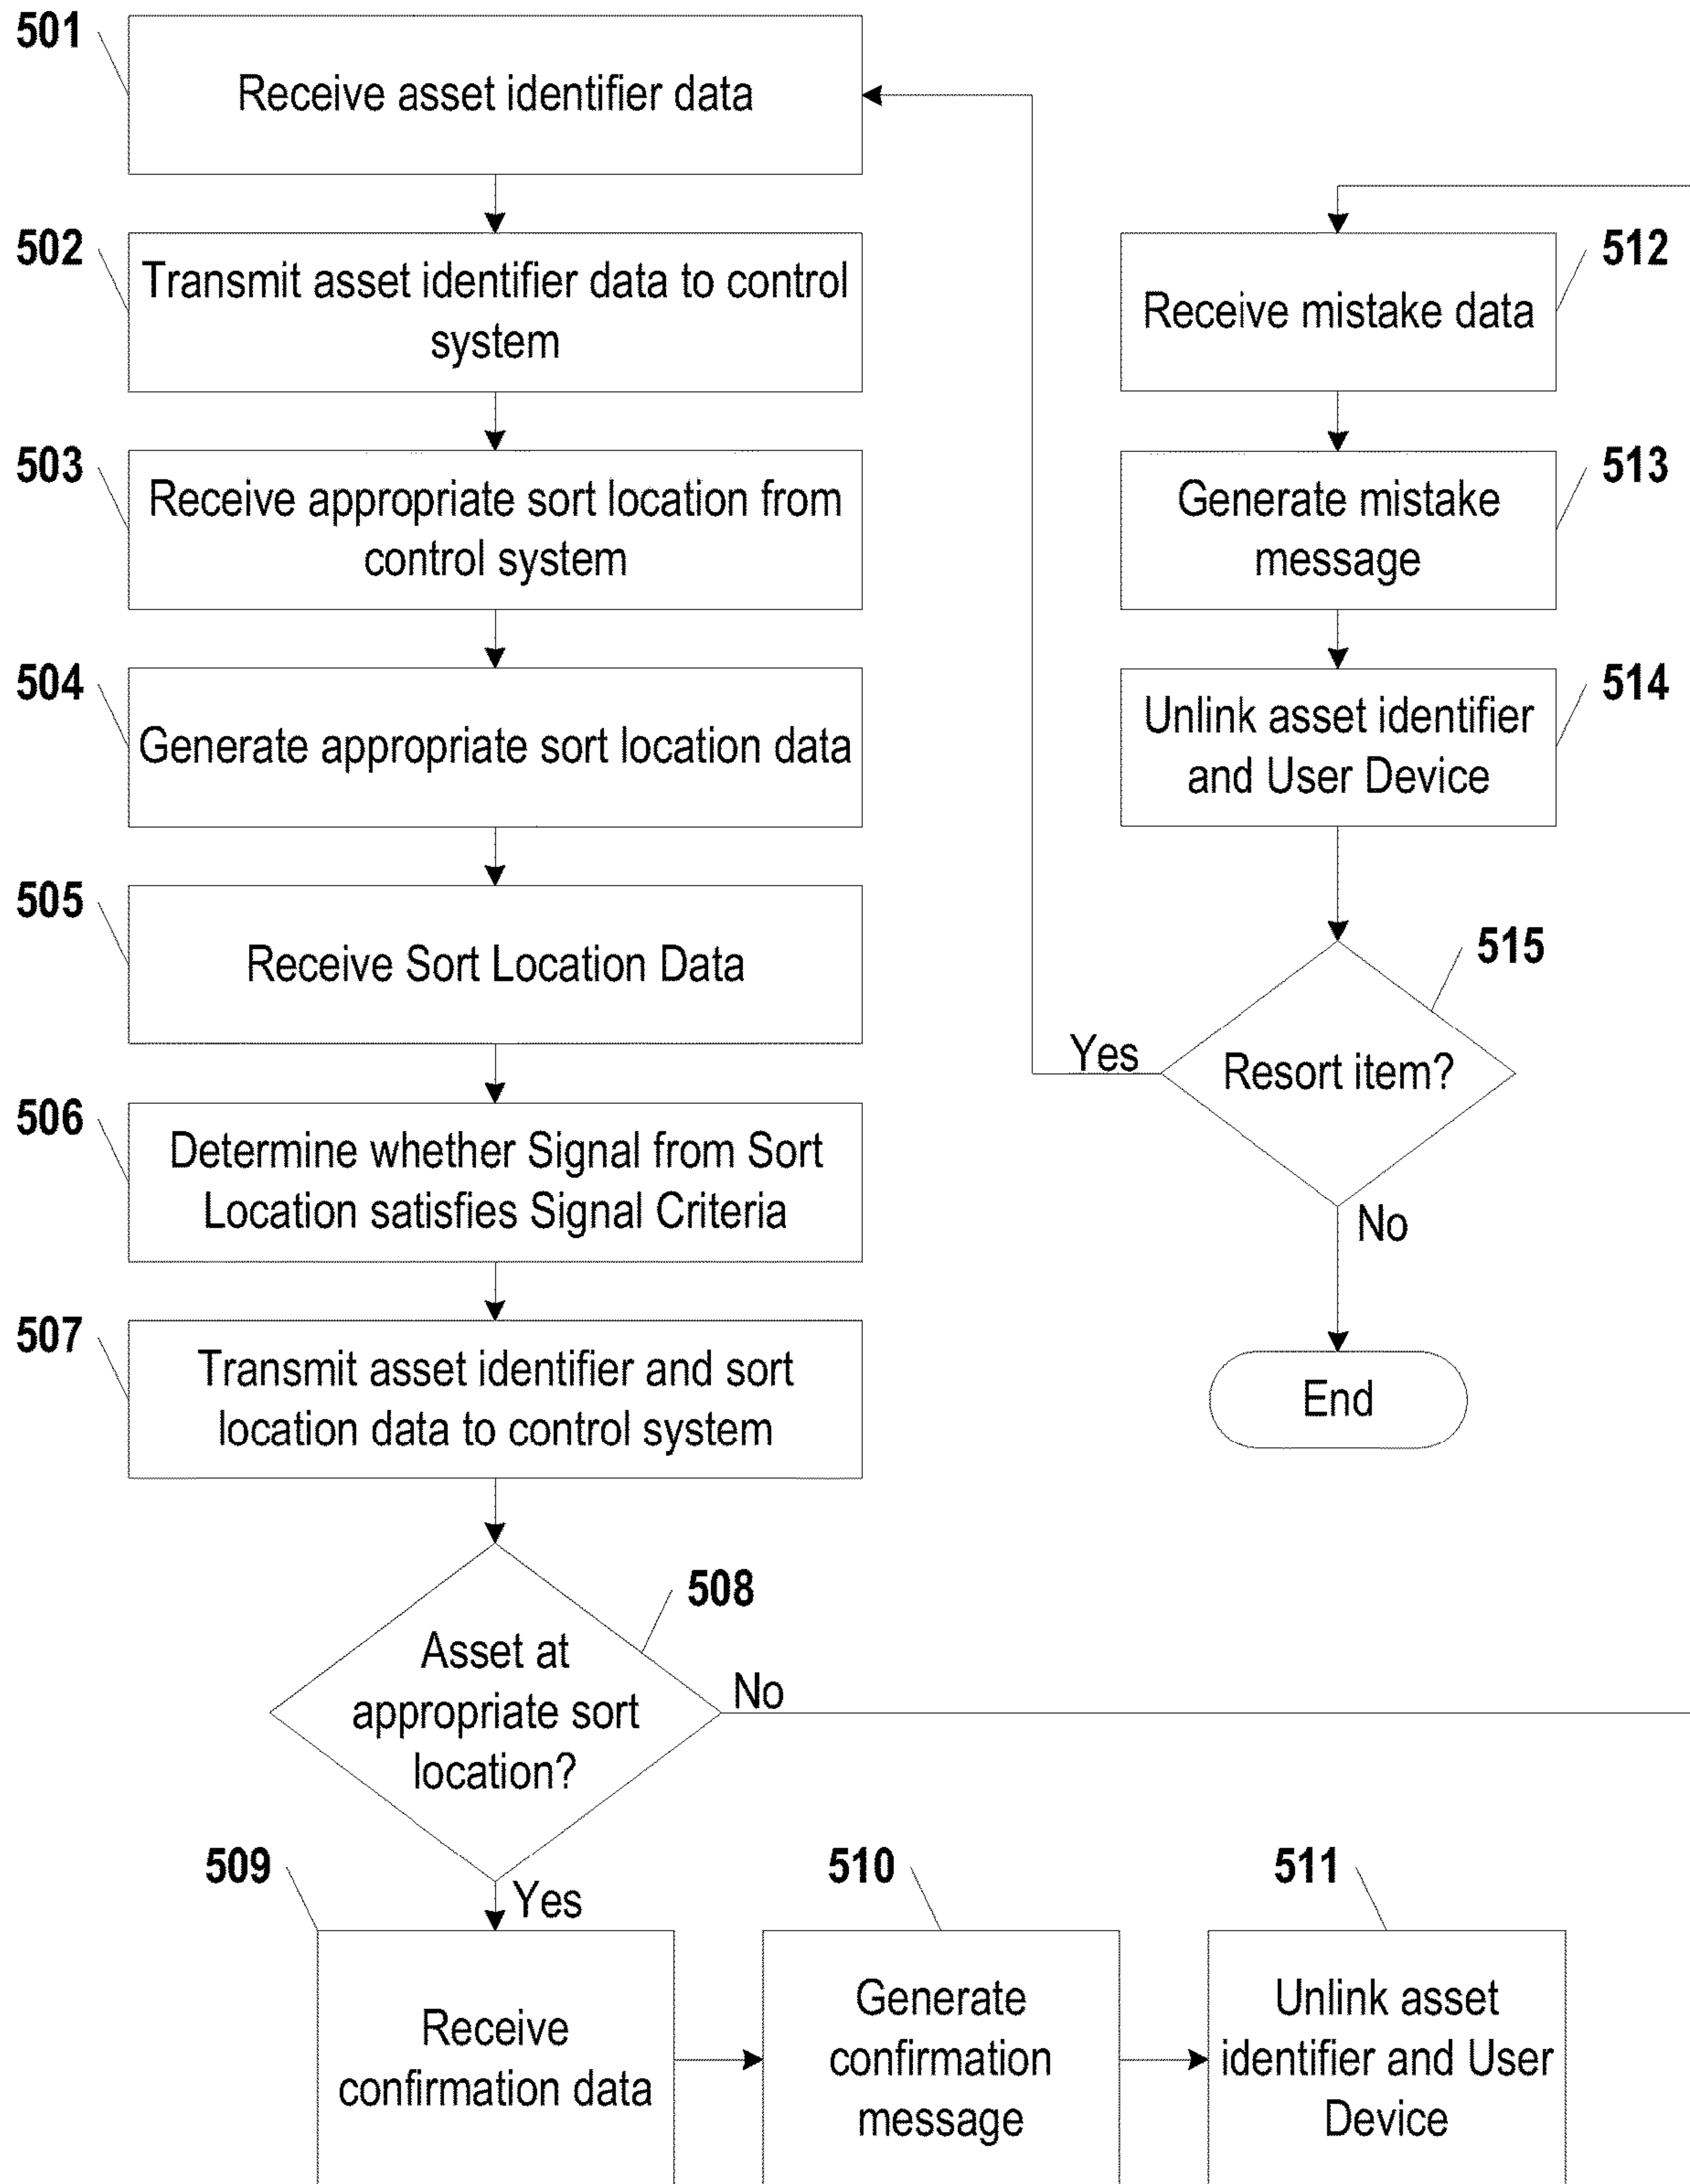 501
Receive asset identifier data
502
Transmit asset identifier data to control
system
503
Receive appropriate sort location from
control system
504
Generate appropriate sort location data
505
Receive Sort Location Data
506
Determine whether Signal from Sort
Location satisfies Signal Criteria
507
Transmit asset identifier and sort
location data to control system
508
Asset at
appropriate sort
location?
No
Yes
509
Receive
confirmation data
510
Generate
confirmation
message
511
Unlink asset
identifier and User
Device
512
Receive mistake data
513
Generate mistake
message
514
Unlink asset identifier
and User Device
515
Resort item?
Yes
No
End